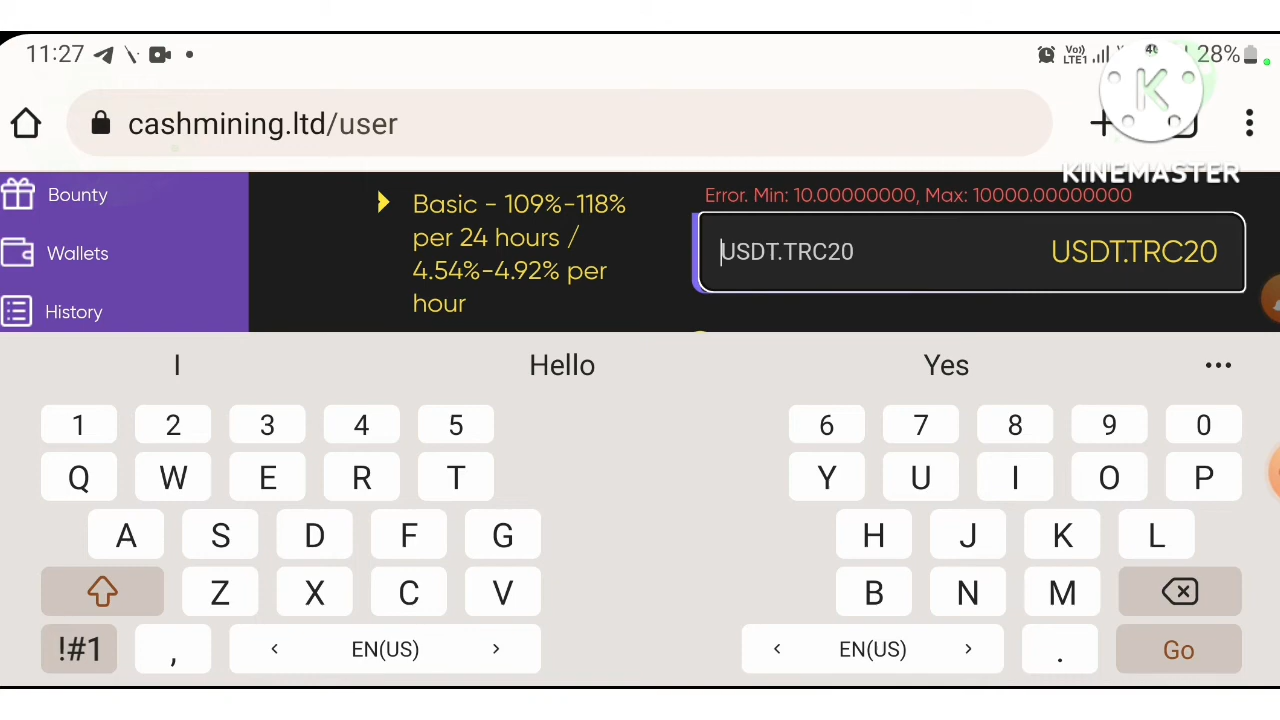 11:27
Vo))
LTE1
28%
cashmining.ltd/user
K
KINEMASTER
Bounty
Wallets
History
Basic - 109%-118%
per 24 hours /
4.54%-4.92% per
hour
Error. Min: 10.00000000, Max: 10000.00000000
USDT.TRC20 USDT.TRC20
I Hello Yes
1 2 3 4 5 6 7 8 9 0
Q W E R T Y U I O P
A S D F G H J K L
Z X C V B N M
!#1 , < EN(US) > < EN(US) > . Go